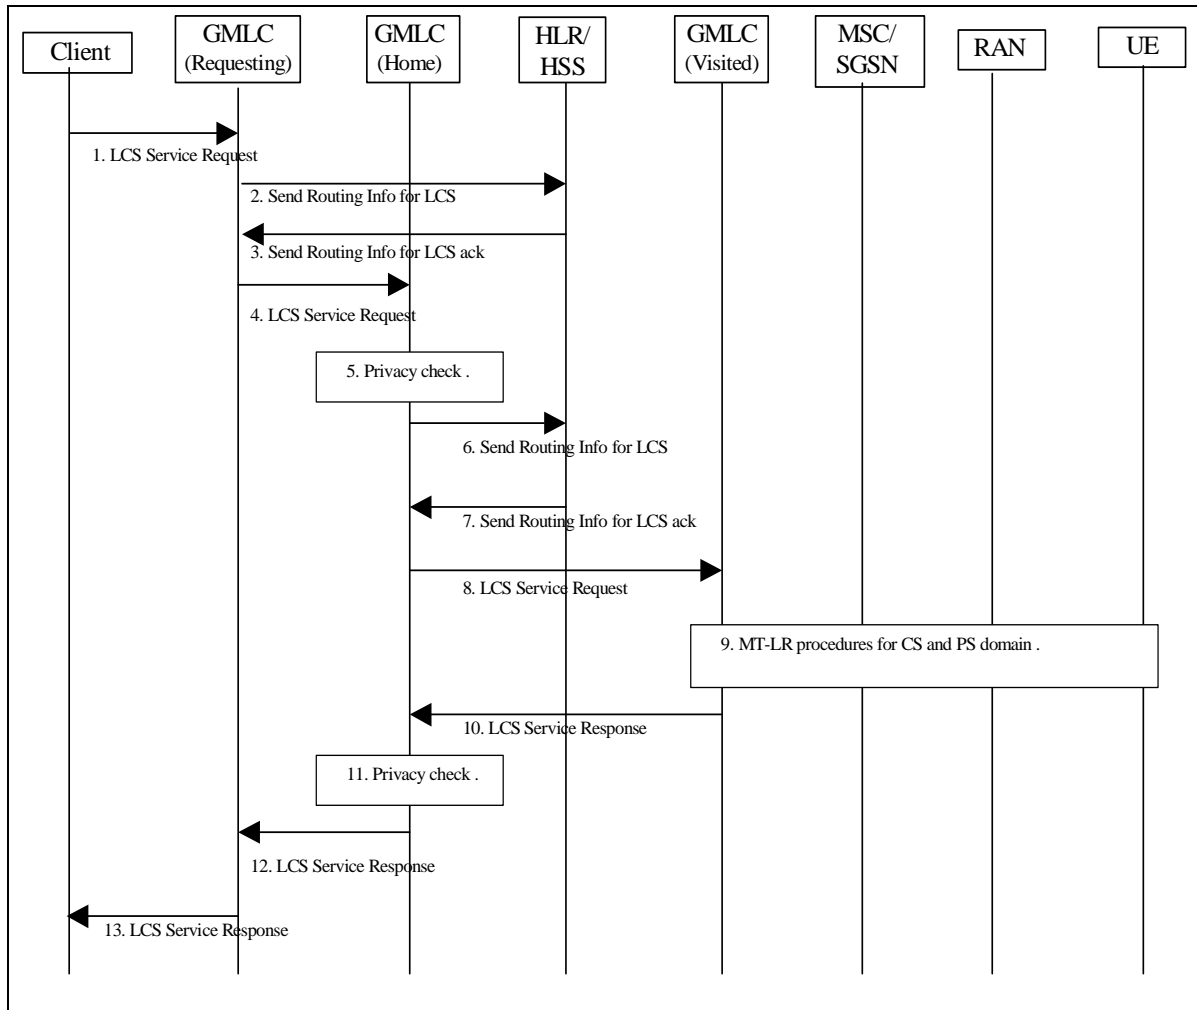 Client
GMLC
(Requesting)
GMLC
(Home)
HLR/
HSS
GMLC
(Visited)
MSC/
SGSN
RAN
UE
1. LCS Service Request
2. Send Routing Info for LCS
3. Send Routing Info for LCS ack
4. LCS Service Request
5. Privacy check .
6. Send Routing Info for LCS
7. Send Routing Info for LCS ack
8. LCS Service Request
9. MT-LR procedures for CS and PS domain .
10. LCS Service Response
11. Privacy check .
12. LCS Service Response
13. LCS Service Response